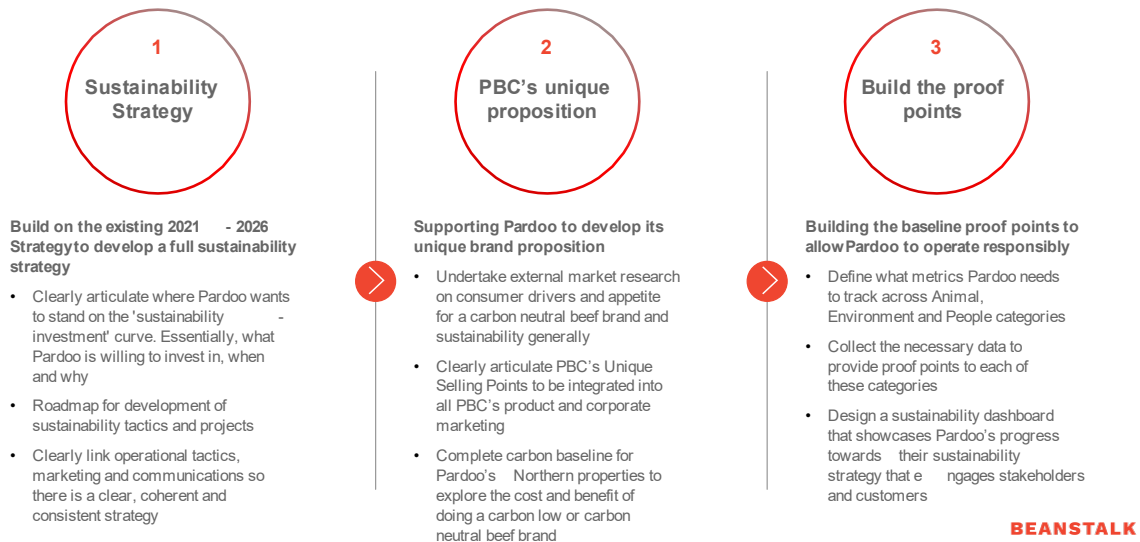 1
Sustainability
Strategy
Build on the existing 2021 - 2026
Strategy to develop a full sustainability
strategy
• Clearly articulate where Pardoo wants
to stand on the 'sustainability -
investment' curve. Essentially, what
Pardoo is willing to invest in, when
and why
• Roadmap for development of
sustainability tactics and projects
• Clearly link operational tactics,
marketing and communications so
there is a clear, coherent and
consistent strategy
2
PBC's unique
proposition
Supporting Pardoo to develop its
unique brand proposition
• Undertake external market research
on consumer drivers and appetite
for a carbon neutral beef brand and
sustainability generally
• Clearly articulate PBC's Unique
Selling Points to be integrated into
all PBC's product and corporate
marketing
• Complete carbon baseline for
Pardoo's Northern properties to
explore the cost and benefit of
doing a carbon low or carbon
neutral beef brand
3
Build the proof
points
Building the baseline proof points to
allow Pardoo to operate responsibly
• Define what metrics Pardoo needs
to track across Animal,
Environment and People categories
• Collect the necessary data to
provide proof points to each of
these categories
• Design a sustainability dashboard
that showcases Pardoo's progress
towards their sustainability
strategy that e ngages stakeholders
and customers
BEANSTALK